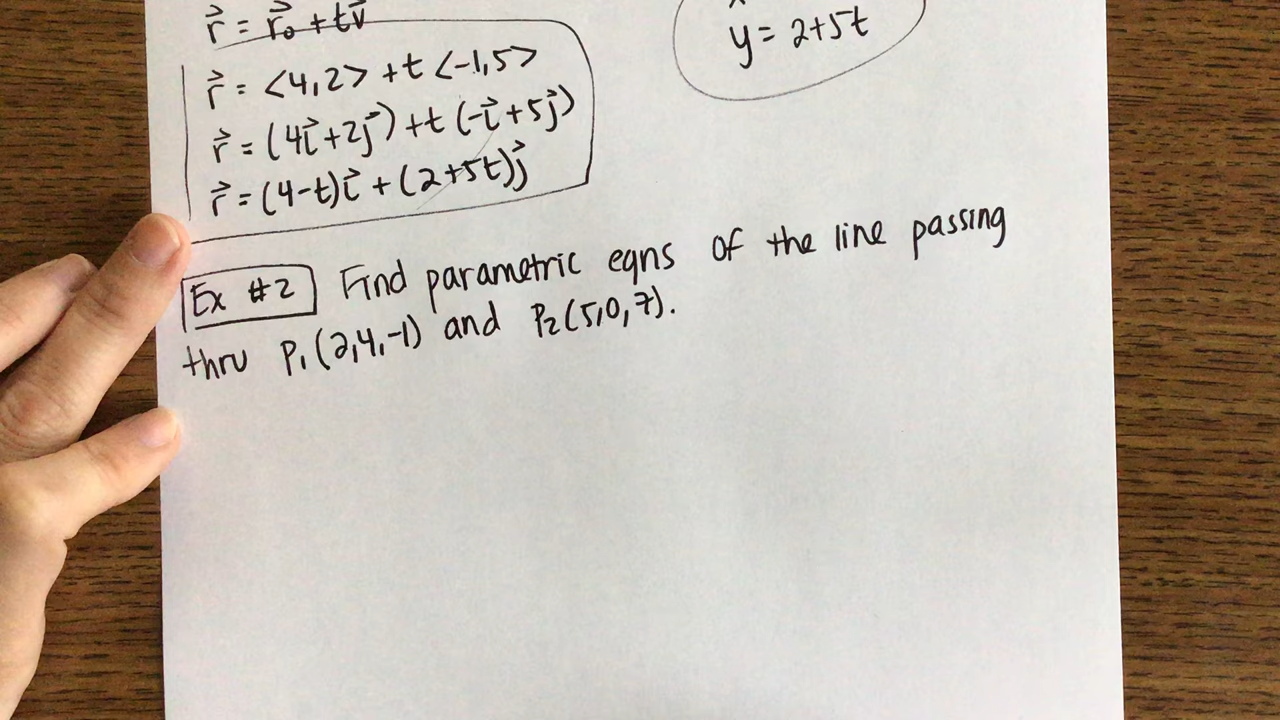 r⃗ = r⃗₀ + tv⃗
r⃗ = <4,2> + t <-1,5>
r⃗ = (4i⃗+2j⃗) + t (-i⃗+5j⃗)
r⃗ = (4-t)i⃗ + (2+5t)j⃗
y = 2+5t
Ex #2 Find parametric eqns of the line passing
thru P₁(2,4,-1) and P₂(5,0,7).